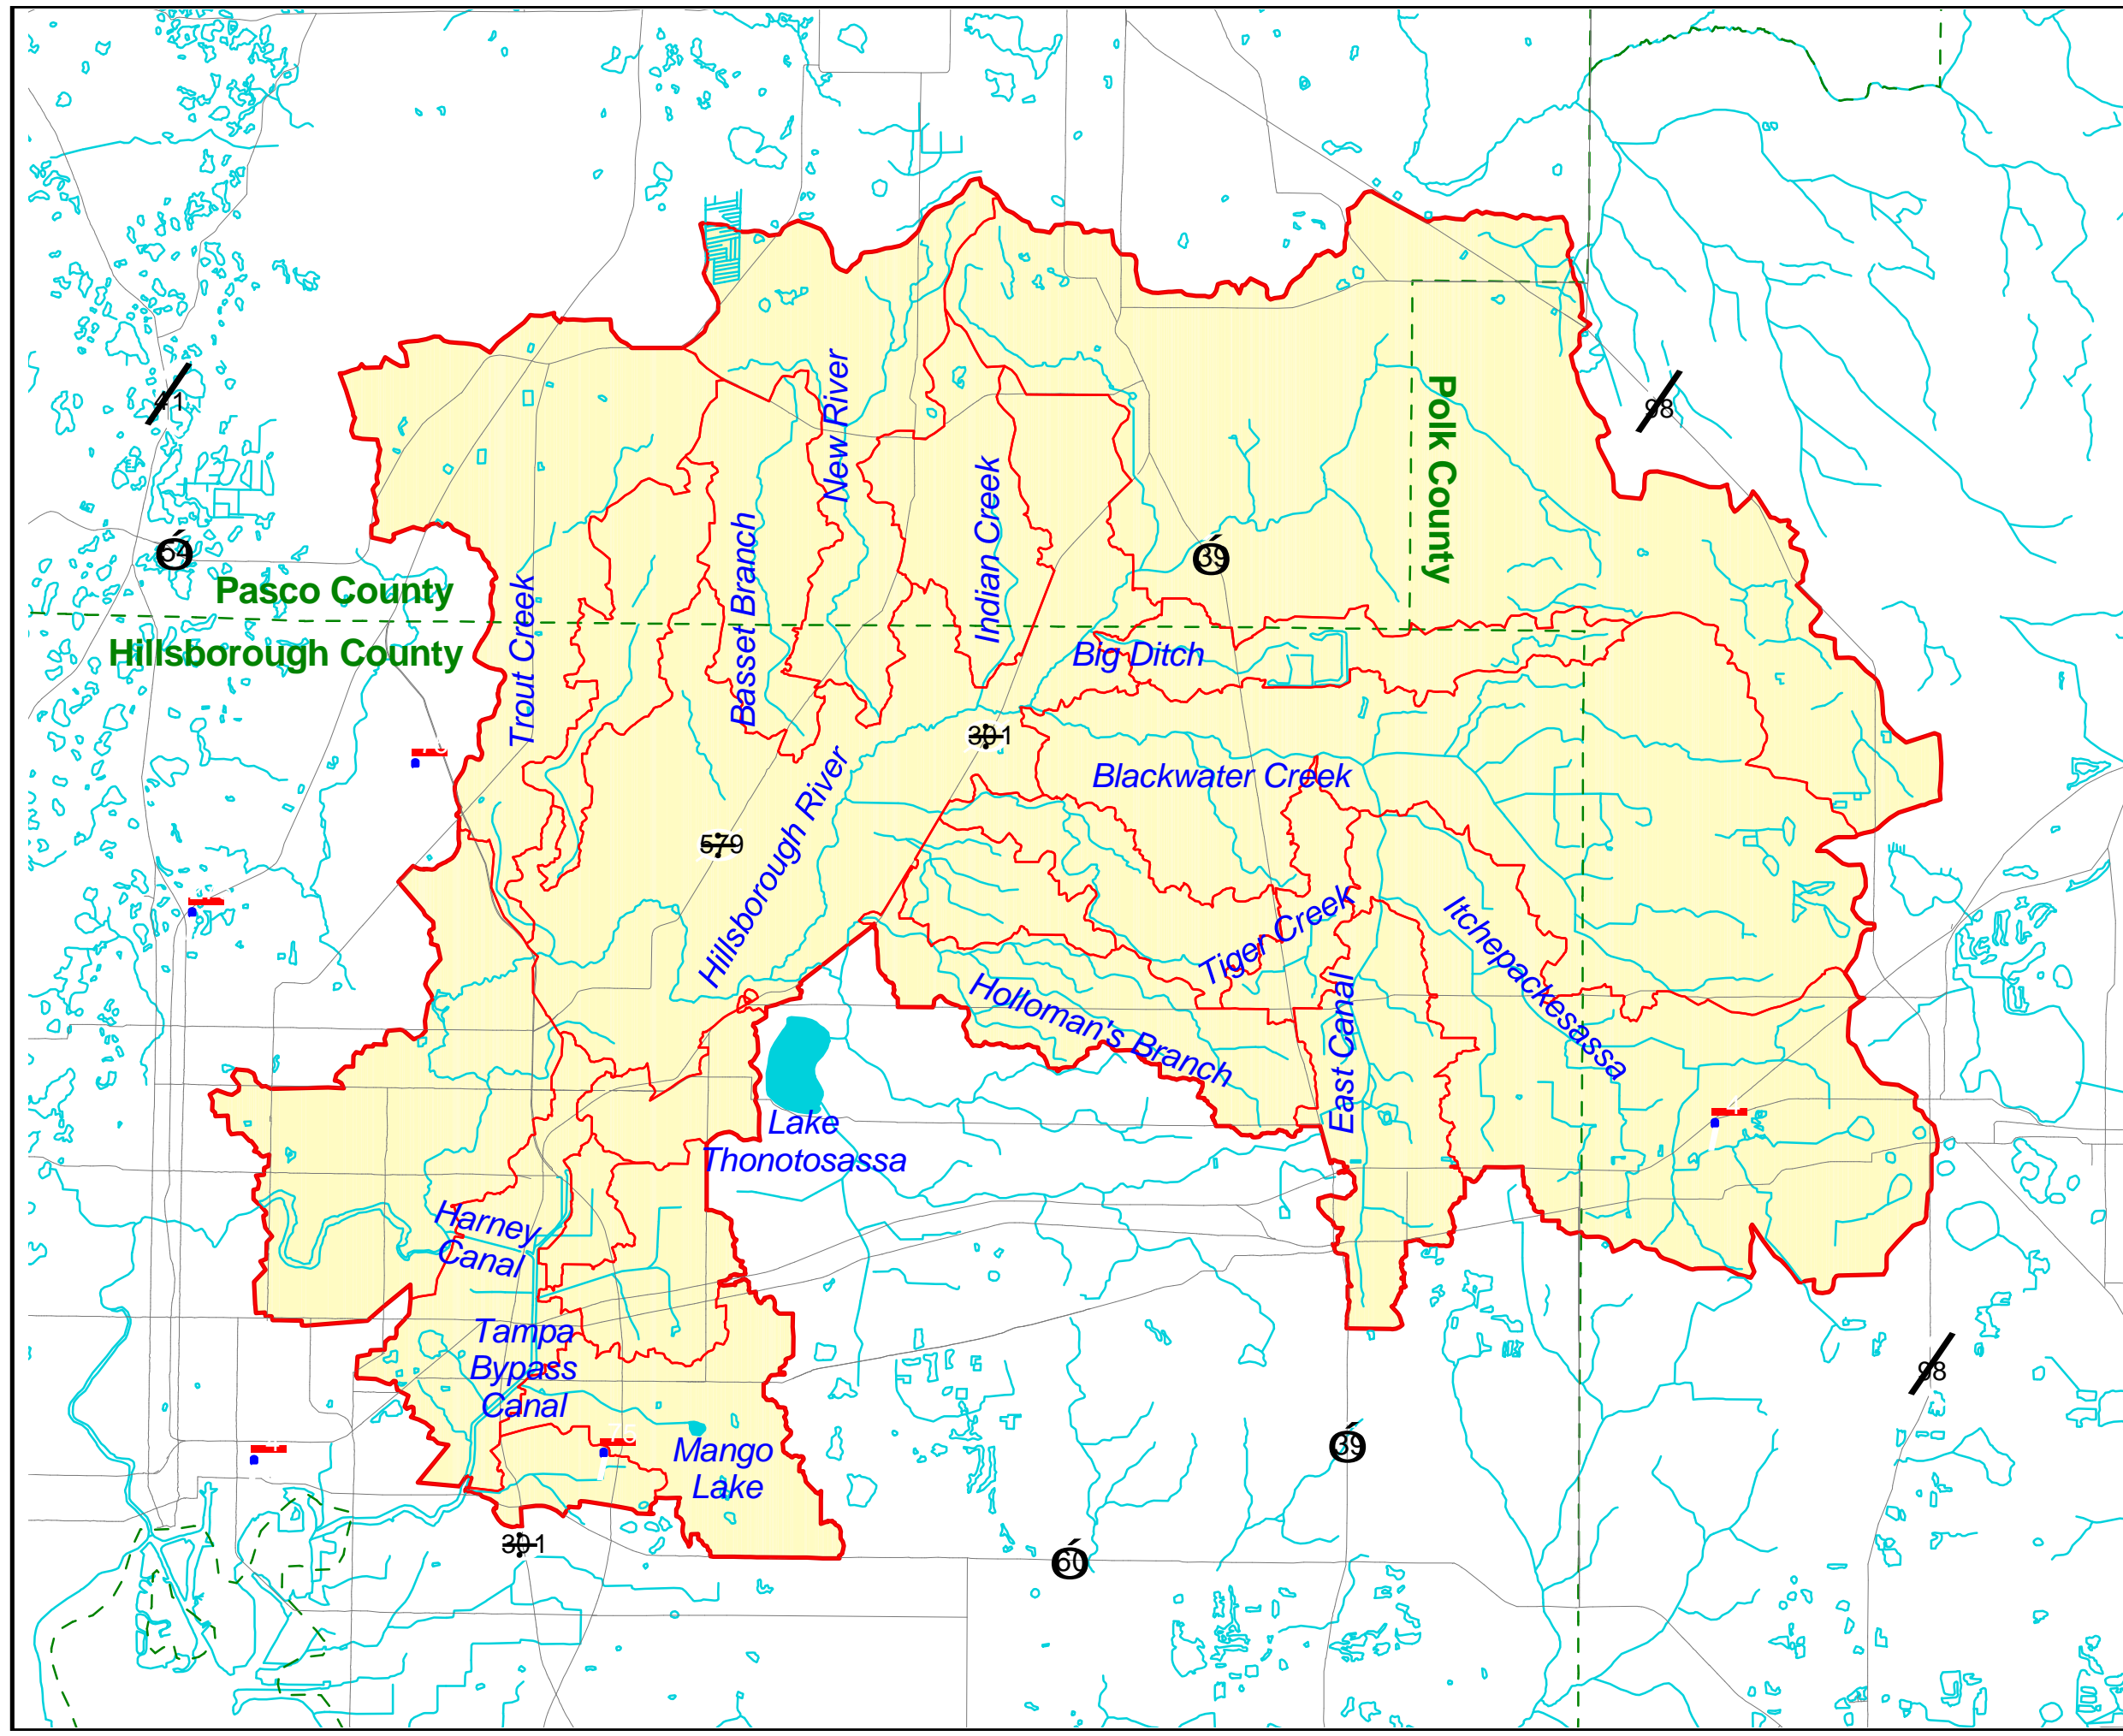 New River
Polk County
41
98
Indian Creek
Basset Branch
54
39
Pasco County
Trout Creek
Hillsborough County
Big Ditch
301
Blackwater Creek
579
Hillsborough River
Tiger Creek
Itchepackesassa
Holloman's Branch
East Canal
Lake
Thonotosassa
Harney
Canal
Tampa
Bypass
Canal
98
39
Mango
Lake
301
60